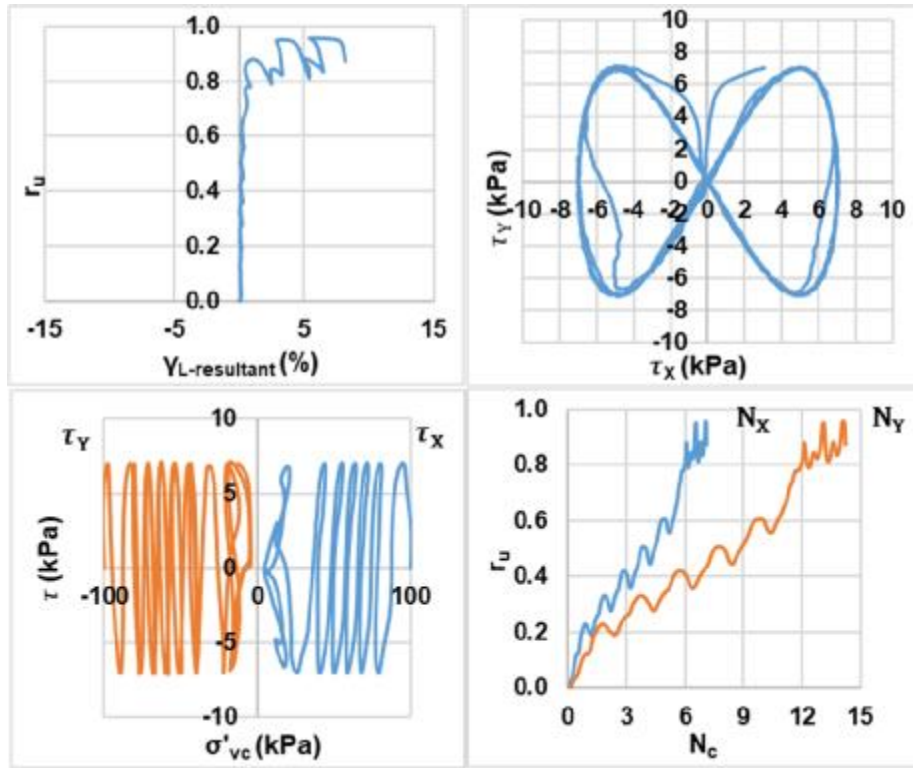 1.0
0.8
0.6
0.4
0.2
0.0
r_u
-15
-5
5
15
γ_L-resultant (%)
10
8
6
4
2
0
-2
-4
-6
-8
-10
-10 -8 -6 -4 -2 0 2 4 6 8 10
τ_Y (kPa)
τ_X (kPa)
τ_Y
τ_X
10
5
0
-5
-10
τ (kPa)
-100
0
100
σ'_vc (kPa)
N_X
N_Y
1.0
0.8
0.6
0.4
0.2
0.0
r_u
0 3 6 9 12 15
N_c